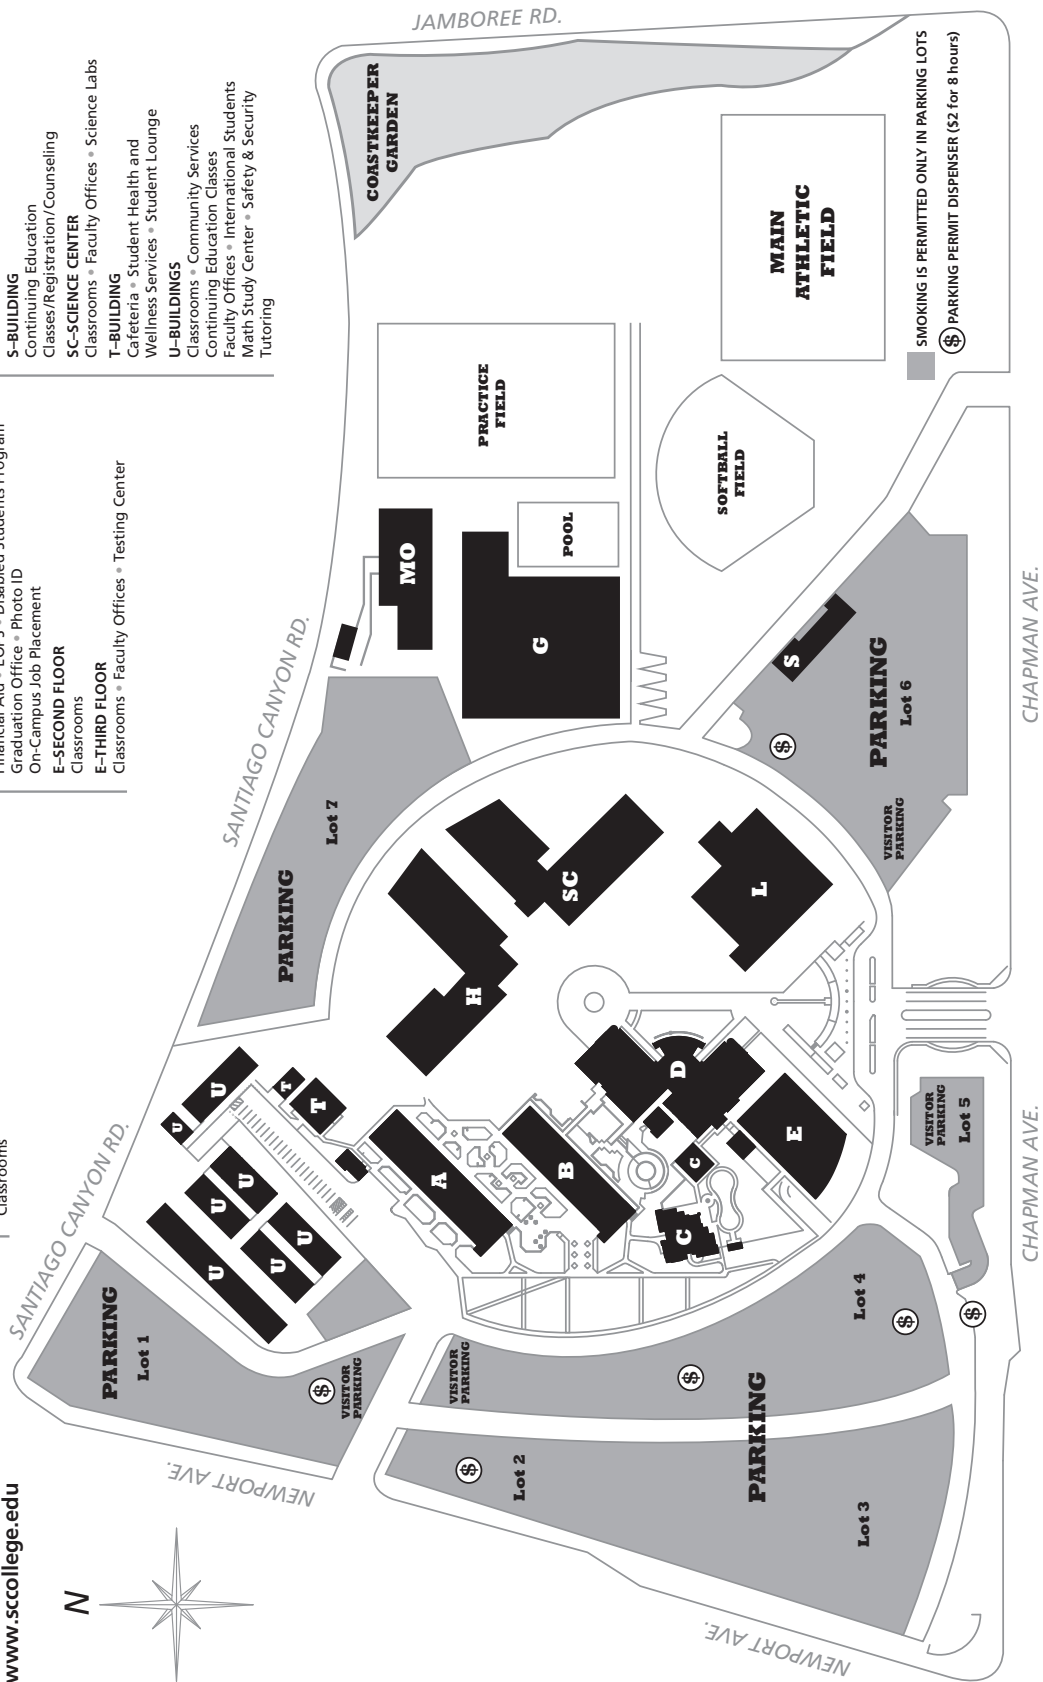 www.sccollege.edu
N
Classrooms
Financial Aid • EOPS • Disabled Students Program
Graduation Office • Photo ID
On-Campus Job Placement
E–SECOND FLOOR
Classrooms
E–THIRD FLOOR
Classrooms • Faculty Offices • Testing Center
S–BUILDING
Continuing Education
Classes/Registration/Counseling
SC–SCIENCE CENTER
Classrooms • Faculty Offices • Science Labs
T–BUILDING
Cafeteria • Student Health and
Wellness Services • Student Lounge
U–BUILDINGS
Classrooms • Community Services
Continuing Education Classes
Faculty Offices • International Students
Math Study Center • Safety & Security
Tutoring
SANTIAGO CANYON RD.
SANTIAGO CANYON RD.
JAMBOREE RD.
NEWPORT AVE.
NEWPORT AVE.
CHAPMAN AVE.
CHAPMAN AVE.
PARKING
Lot 1
$
VISITOR
PARKING
U
U
U
U
U
U
U
T
T
PARKING
Lot 7
MO
COASTKEEPER
GARDEN
PRACTICE
FIELD
POOL
G
H
SC
A
B
C
C
D
E
L
S
VISITOR
PARKING
$
Lot 2
$
PARKING
Lot 3
Lot 4
$
$
VISITOR
PARKING
Lot 5
VISITOR
PARKING
$
PARKING
Lot 6
SOFTBALL
FIELD
MAIN
ATHLETIC
FIELD
SMOKING IS PERMITTED ONLY IN PARKING LOTS
$ PARKING PERMIT DISPENSER ($2 for 8 hours)